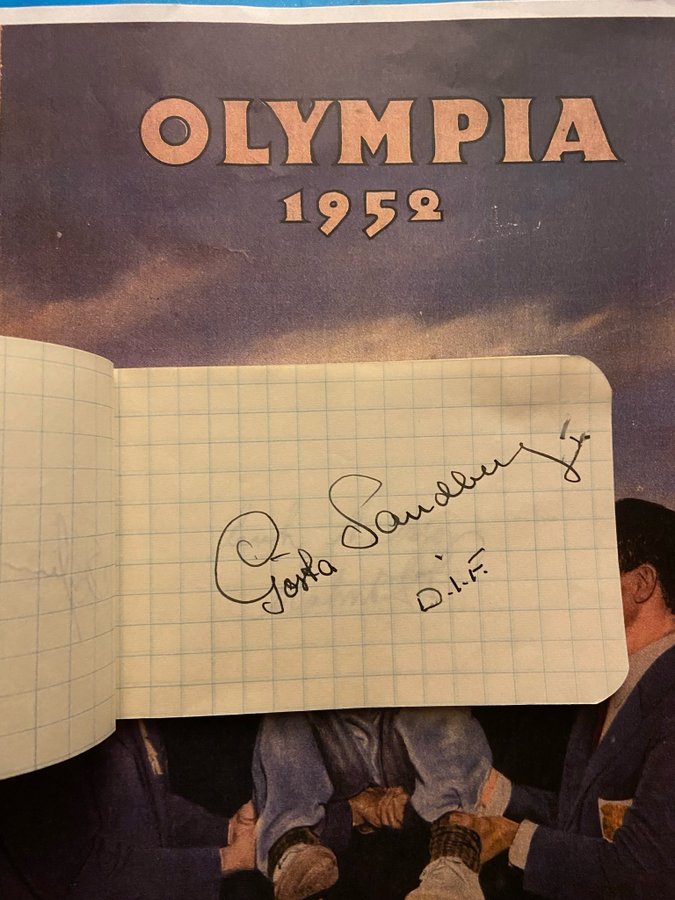 OLYMPIA
1952
Gösta Sandberg
D.I.F.